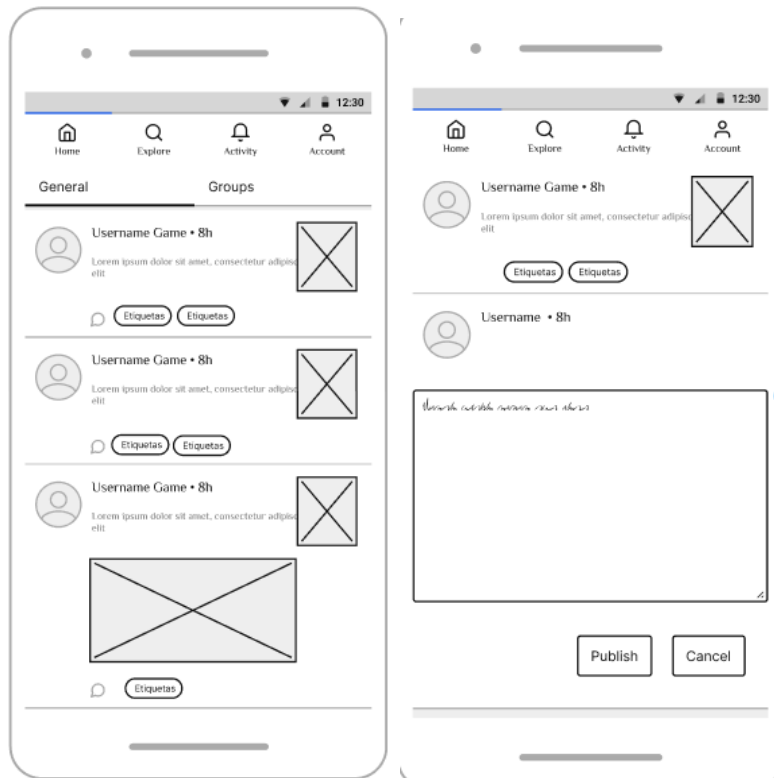 12:30
Home Explore Activity Account
General Groups
Username Game • 8h
Lorem ipsum dolor sit amet, consectetur adipisc
elit
Etiquetas Etiquetas
Username Game • 8h
Lorem ipsum dolor sit amet, consectetur adipisc
elit
Etiquetas Etiquetas
Username Game • 8h
Lorem ipsum dolor sit amet, consectetur adipisc
elit
Etiquetas
12:30
Home Explore Activity Account
Username Game • 8h
Lorem ipsum dolor sit amet, consectetur adipisc
elit
Etiquetas Etiquetas
Username • 8h
Publish Cancel